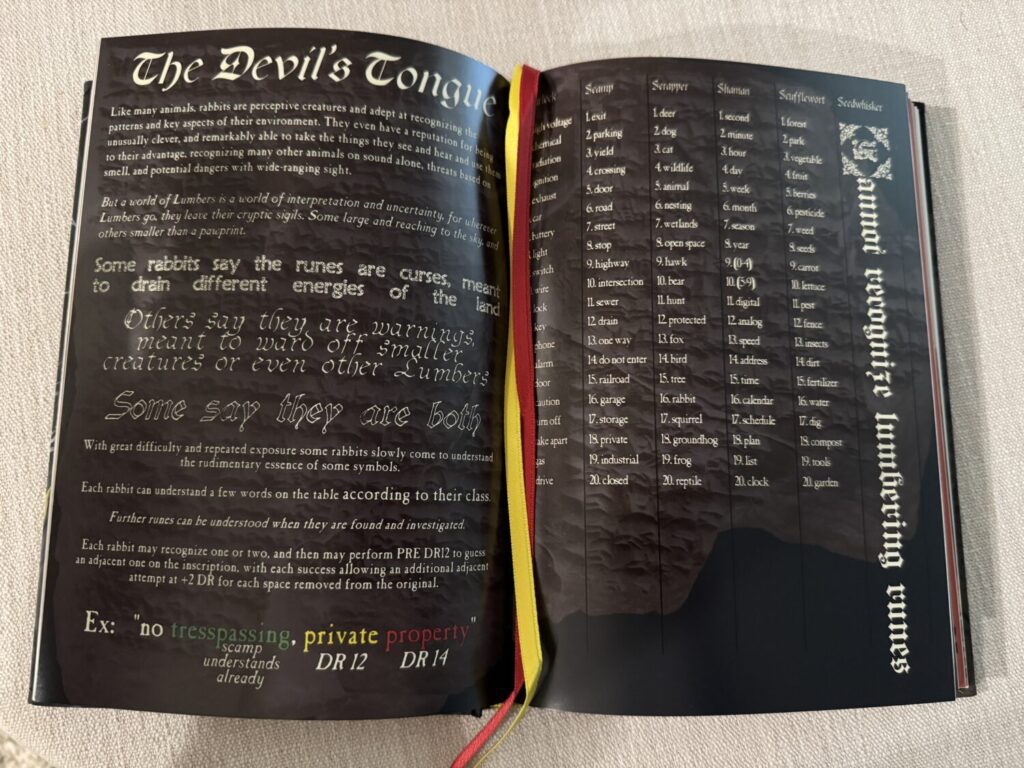 The Devil's Tongue
Like many animals, rabbits are perceptive creatures and adept at recognizing the
patterns and key aspects of their environment. They even have a reputation for being
unusually clever, and remarkably able to take the things they see and hear and use them
to their advantage, recognizing many other animals on sound alone, threats based on
smell, and potential dangers with wide-ranging sight.
But a world of Lumbers is a world of interpretation and uncertainty, for wherever
Lumbers go, they leave their cryptic sigils. Some large and reaching to the sky, and
others smaller than a pawprint.
Some rabbits say the runes are curses, meant
to drain different energies of the land
Others say they are warnings,
meant to ward off smaller
creatures or even other Lumbers
Some say they are both
With great difficulty and repeated exposure some rabbits slowly come to understand
the rudimentary essence of some symbols.
Each rabbit can understand a few words on the table according to their class.
Further runes can be understood when they are found and investigated.
Each rabbit may recognize one or two, and then may perform PRE DR12 to guess
an adjacent one on the inscription, with each success allowing an additional adjacent
attempt at +2 DR for each space removed from the original.
Ex: "no tresspassing, private property"
scamp
understands
already
DR 12
DR 14
voltage
light
switch
wire
lock
key
phone
alarm
door
caution
turn off
apart
gas
drive
Scamp
1. exit
2. parking
3. yield
4. crossing
5. door
6. road
7. street
8. stop
9. highway
10. intersection
11. sewer
12. drain
13. one way
14. do not enter
15. railroad
16. garage
17. storage
18. private
19. industrial
20. closed
Scrapper
1. deer
2. dog
3. cat
4. wildlife
5. animal
6. nesting
7. wetlands
8. open space
9. hawk
10. bear
11. hunt
12. protected
13. fox
14. bird
15. tree
16. rabbit
17. squirrel
18. groundhog
19. frog
20. reptile
Shaman
1. second
2. minute
3. hour
4. day
5. week
6. month
7. season
8. year
9. (0-4)
10. (5-9)
11. digital
12. analog
13. speed
14. address
15. time
16. calendar
17. schedule
18. plan
19. list
20. clock
Scufflewort
1. forest
2. park
3. vegetable
4. fruit
5. berries
6. pesticide
7. weed
8. seeds
9. carrot
10. lettuce
11. pest
12. fence
13. insects
14. dirt
15. fertilizer
16. water
17. dig
18. compost
19. tools
20. garden
Seedwhisker
Cannot recognize lumbering runes